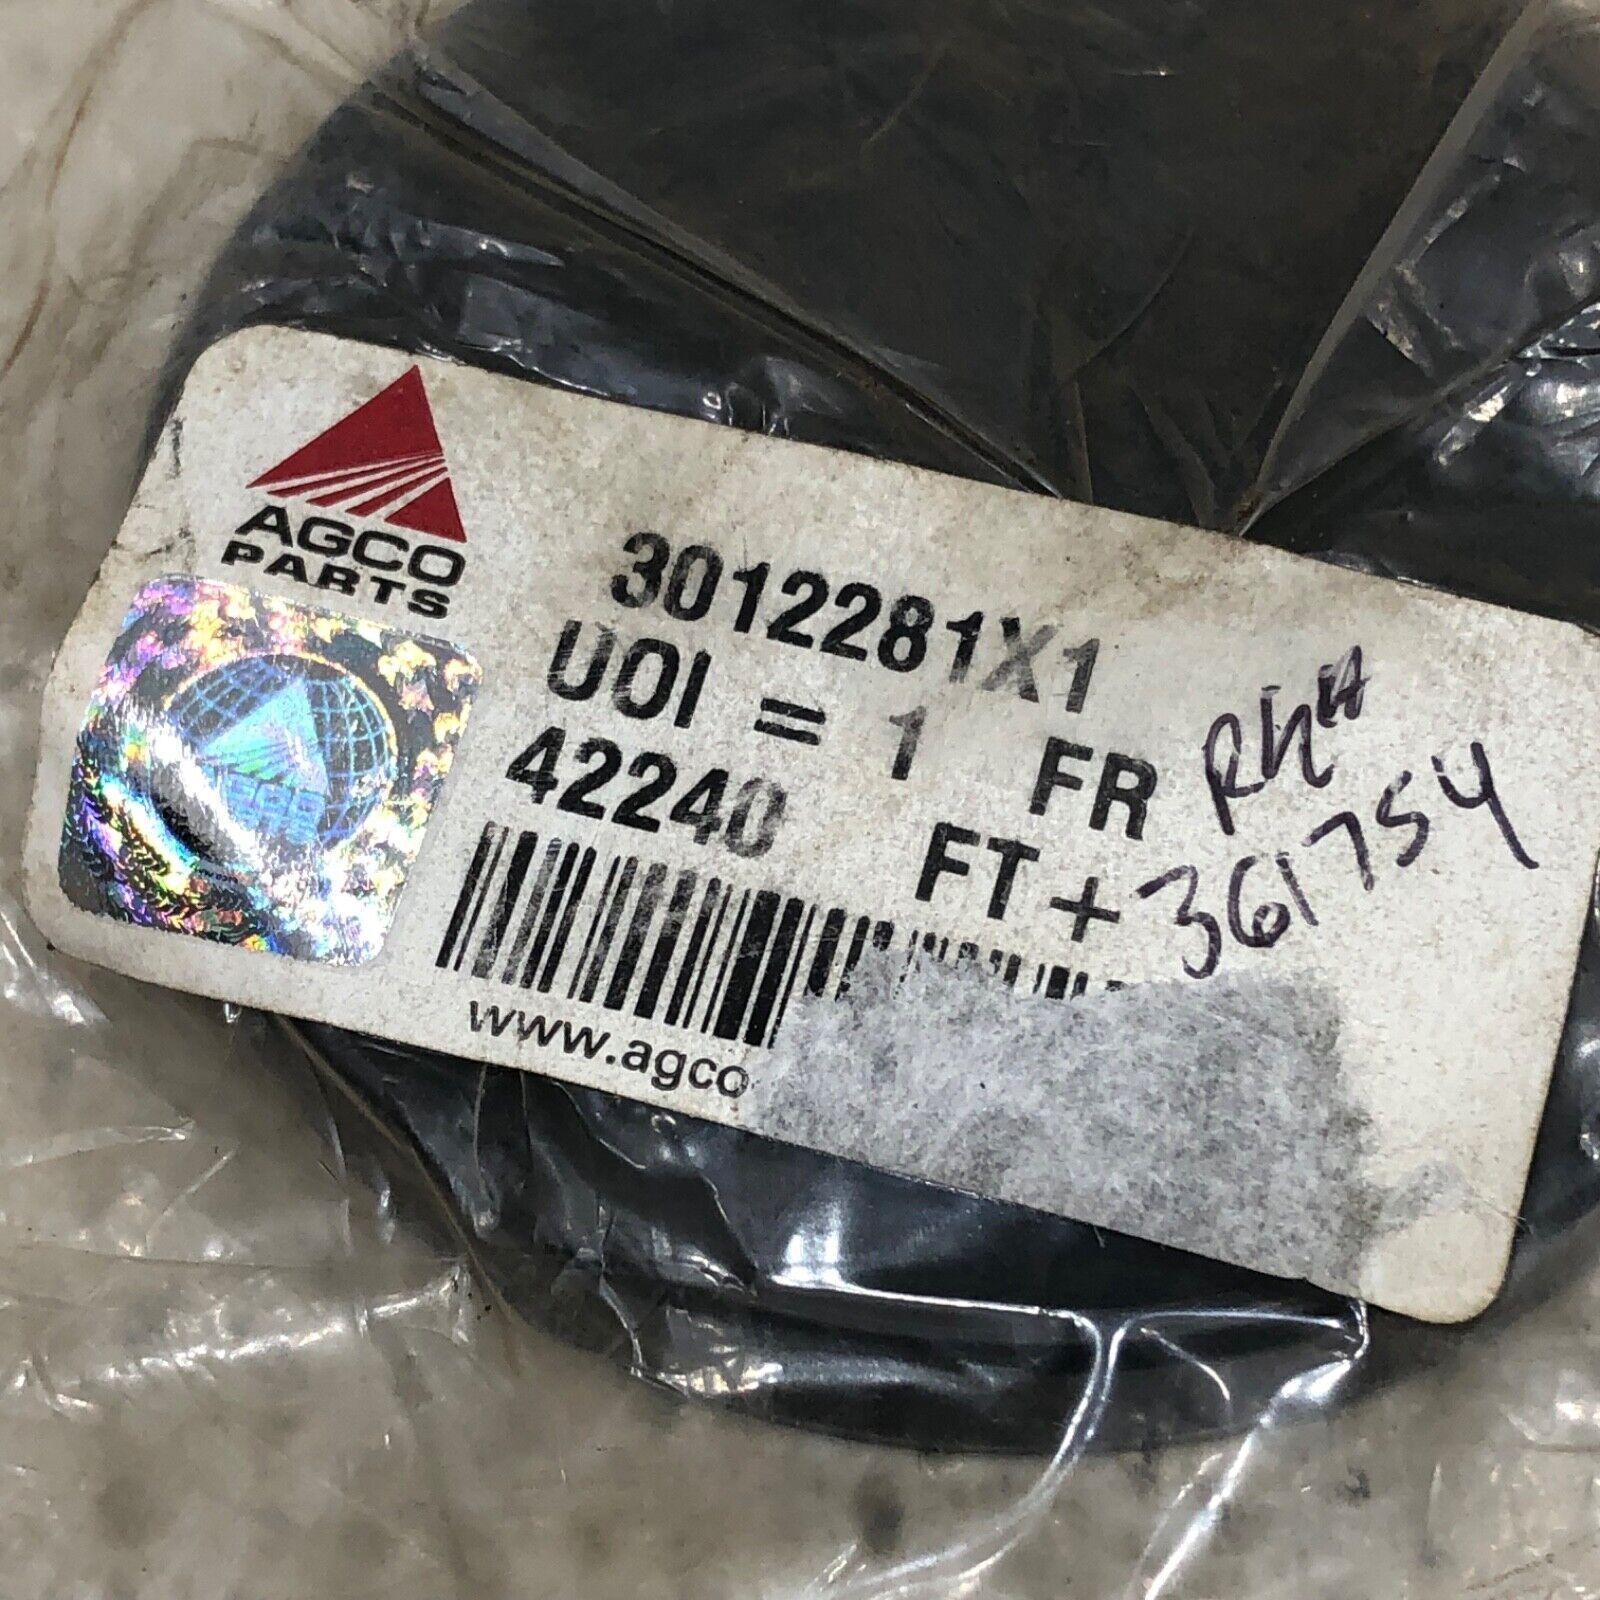 AGCO
PARTS
3012281X1
UOI = 1 FR
42240 FT +
361754
www.agco